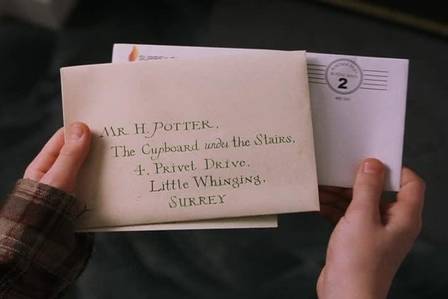 MR. H. POTTER,
The Cupboard under the Stairs,
4, Privet Drive,
Little Whinging,
SURREY
2